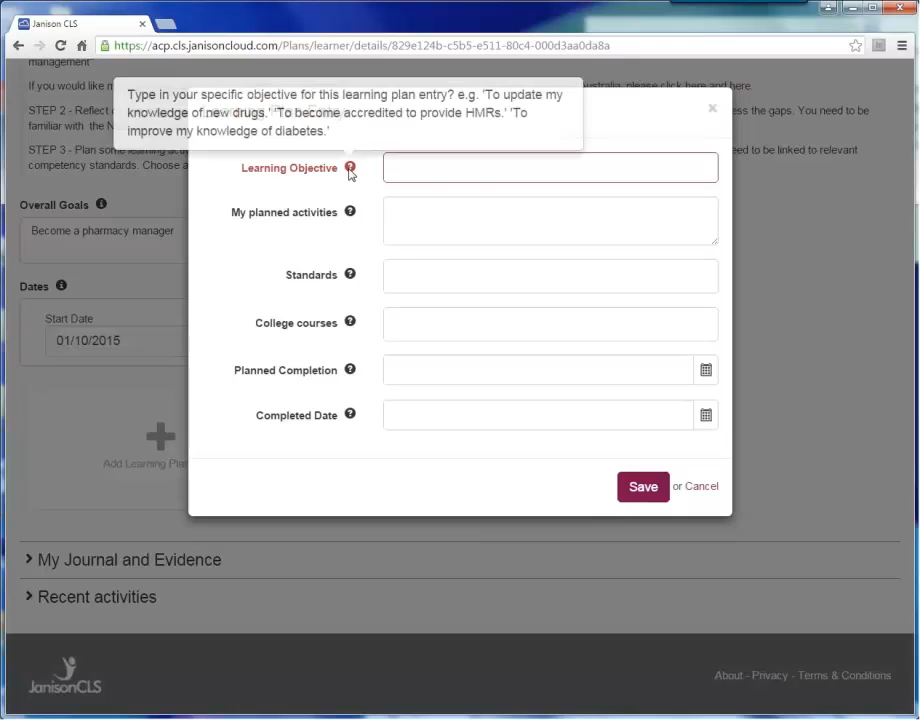 Janison CLS
https://acp.cls.janisoncloud.com/Plans/learner/details/829e124b-c5b5-e511-80c4-000d3aa0da8a
management"
If you would like m
ustralia, please click here and here.
Type in your specific objective for this learning plan entry? e.g. 'To update my
knowledge of new drugs.' 'To become accredited to provide HMRs.' 'To
improve my knowledge of diabetes.'
STEP 2 - Reflect
ess the gaps. You need to be
familiar with the N
STEP 3 - Plan some learning activ
eed to be linked to relevant
competency standards. Choose a
Learning Objective
My planned activities
Overall Goals
Become a pharmacy manager
Standards
Dates
Start Date
College courses
01/10/2015
Planned Completion
Completed Date
Add Learning Pla
Save or Cancel
My Journal and Evidence
Recent activities
JanisonCLS
About - Privacy - Terms & Conditions